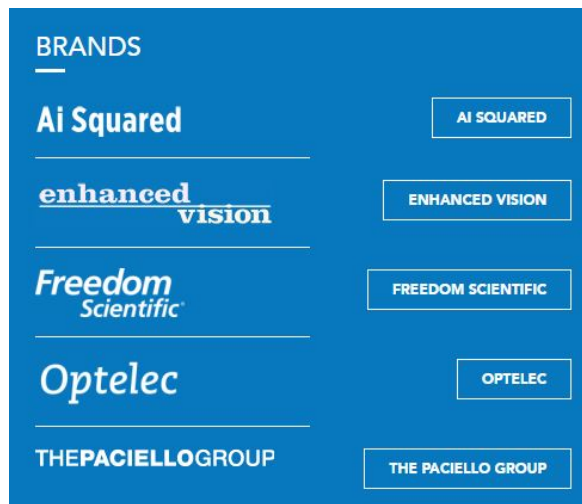 BRANDS
Ai Squared
AI SQUARED
enhanced
vision
ENHANCED VISION
Freedom
Scientific®
FREEDOM SCIENTIFIC
Optelec
OPTELEC
THEPACIELLOGROUP
THE PACIELLO GROUP